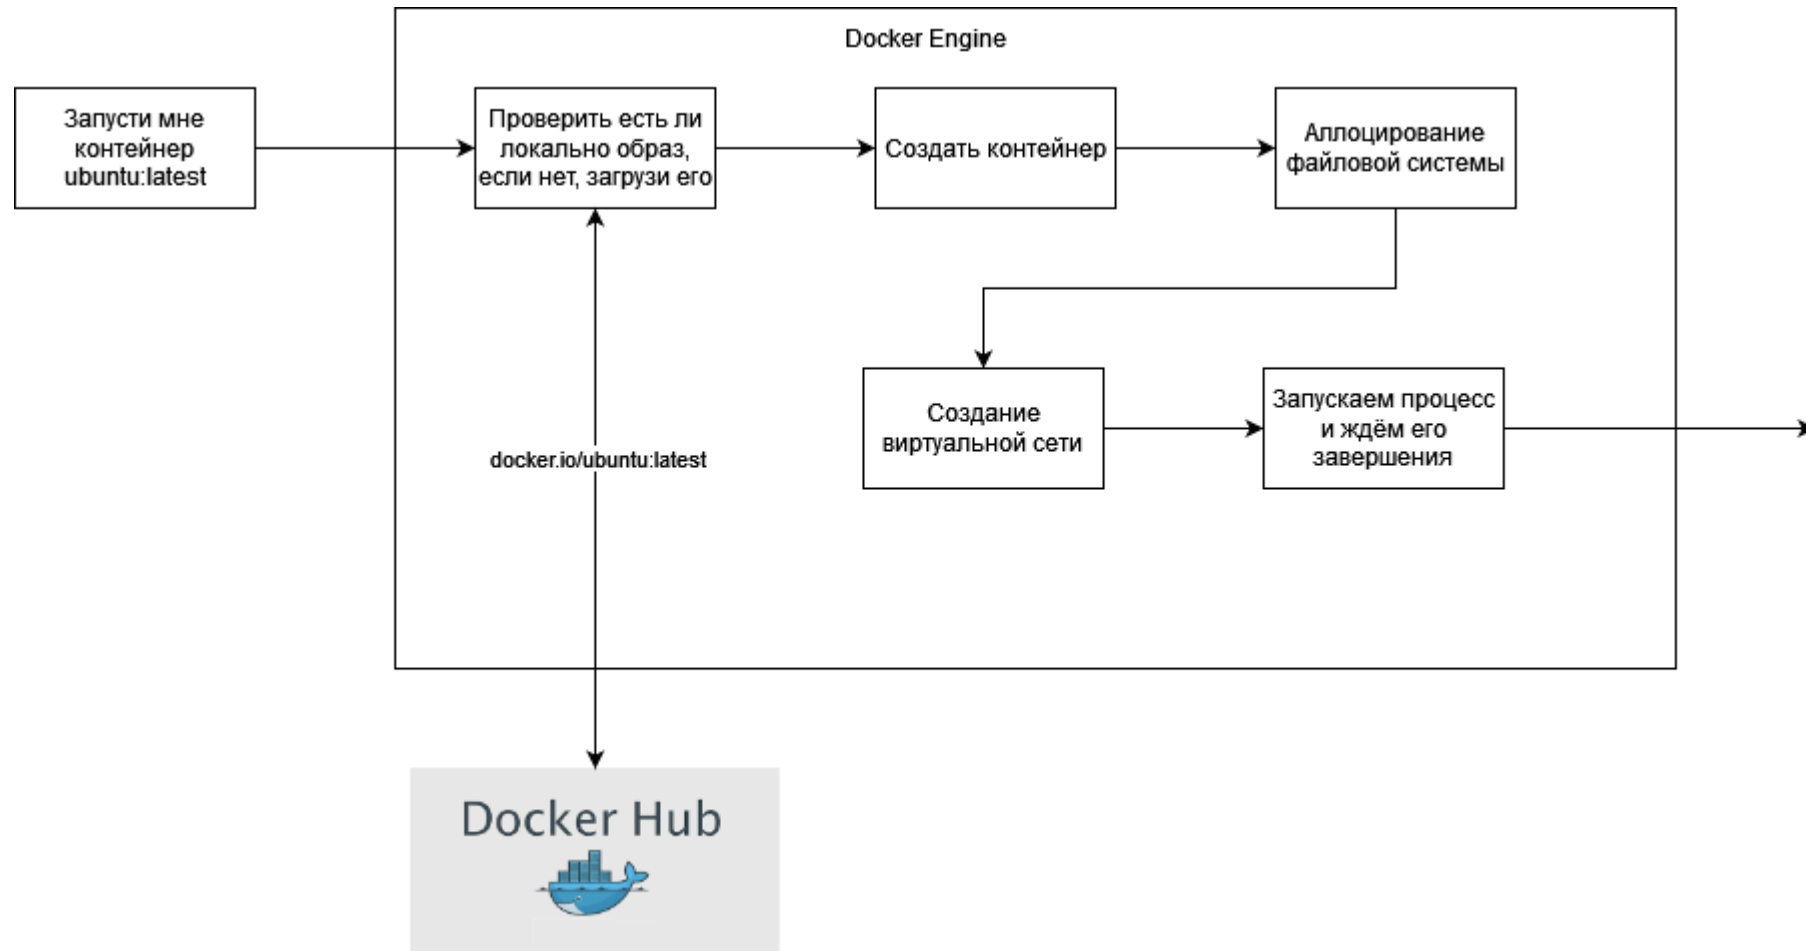 Docker Engine
Запусти мне
контейнер
ubuntu:latest
Проверить есть ли
локально образ,
если нет, загрузи его
Создать контейнер
Аллоцирование
файловой системы
Создание
виртуальной сети
Запускаем процесс
и ждём его
завершения
docker.io/ubuntu:latest
Docker Hub